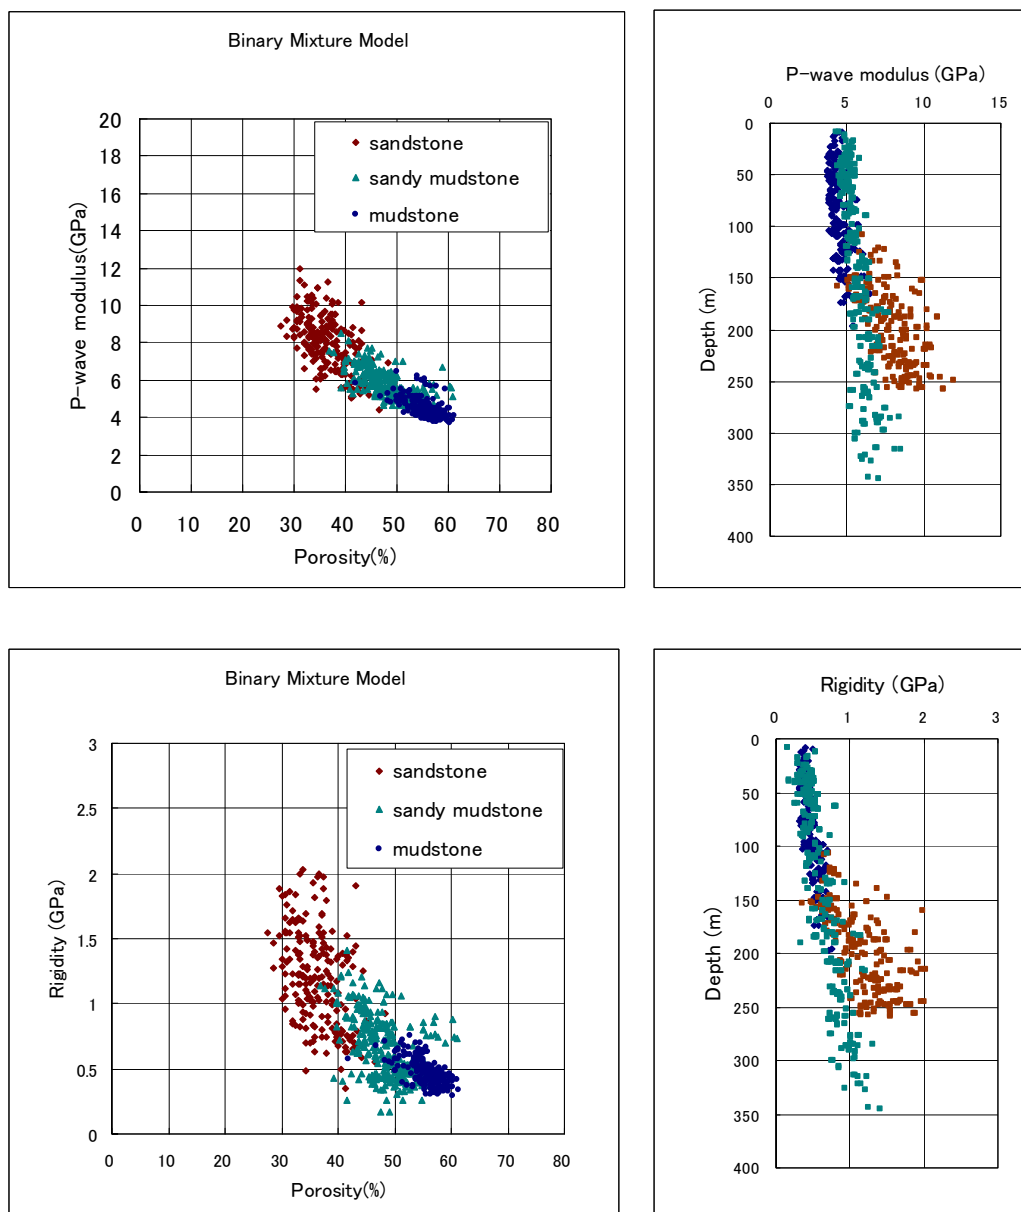 Binary Mixture Model
P-wave modulus(GPa)
20
18
16
14
12
10
8
6
4
2
0
sandstone
sandy mudstone
mudstone
0 10 20 30 40 50 60 70 80
Porosity(%)
P-wave modulus (GPa)
0 5 10 15
Depth (m)
0
50
100
150
200
250
300
350
400
Binary Mixture Model
Rigidity (GPa)
3
2.5
2
1.5
1
0.5
0
sandstone
sandy mudstone
mudstone
0 10 20 30 40 50 60 70 80
Porosity(%)
Rigidity (GPa)
0 1 2 3
Depth (m)
0
50
100
150
200
250
300
350
400